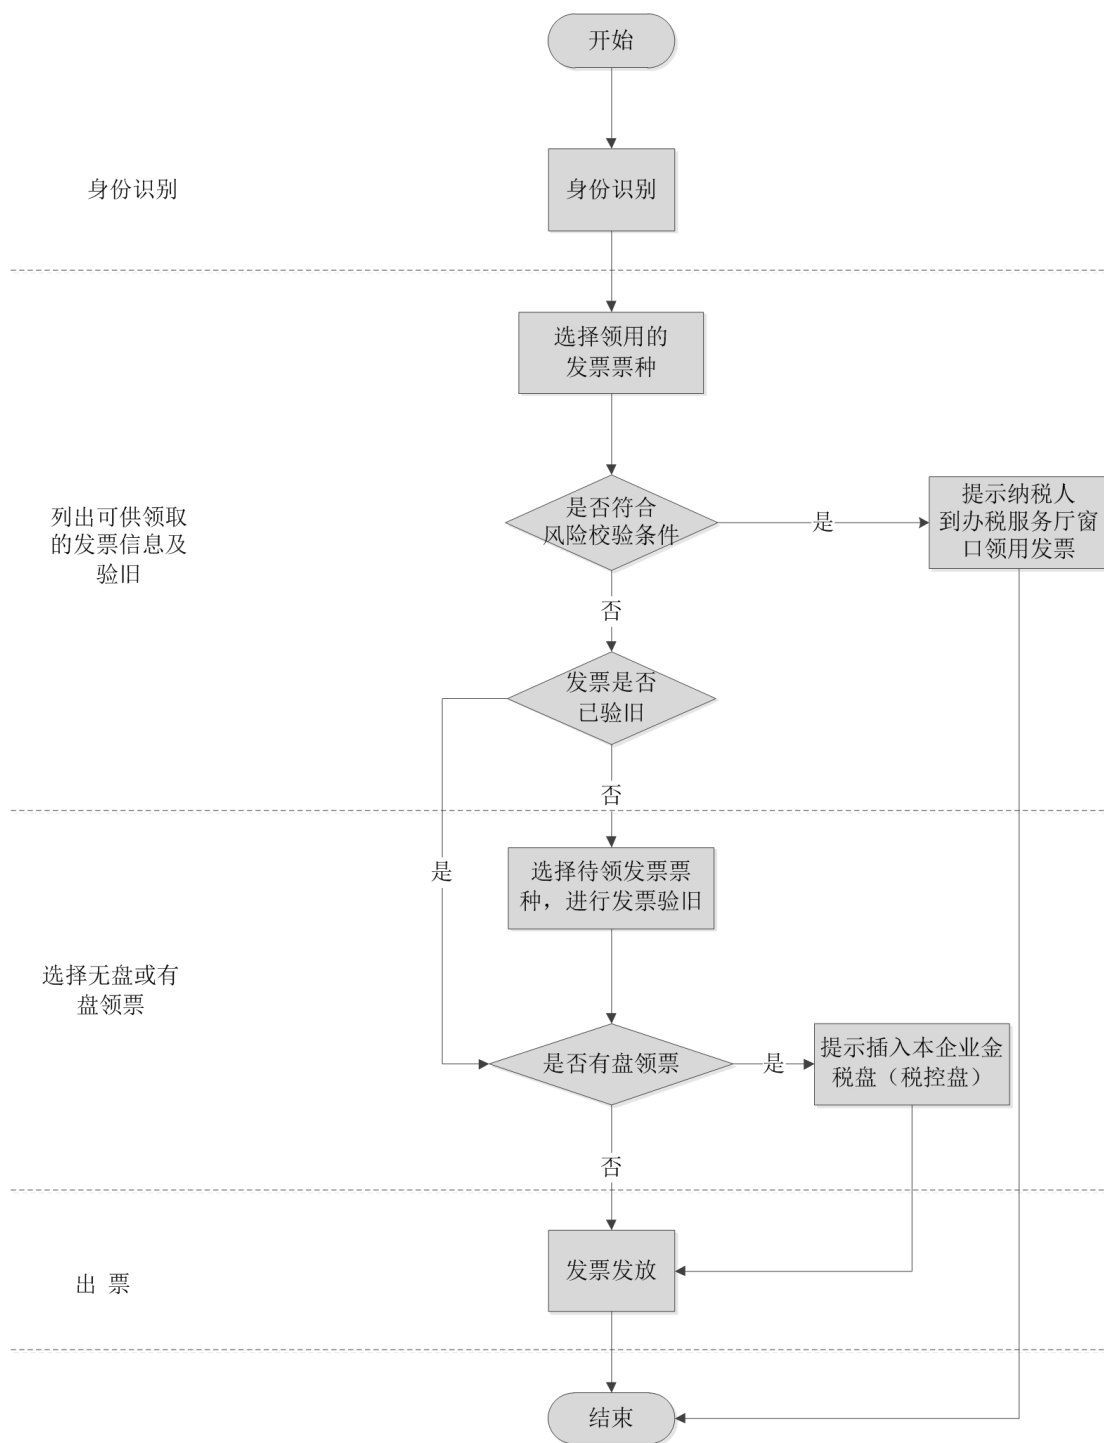 开始
身份识别
身份识别
选择领用的
发票票种
列出可供领取
的发票信息及
验旧
是否符合
风险校验条件
是
提示纳税人
到办税服务厅窗
口领用发票
否
发票是否
已验旧
否
是
选择待领发票票
种，进行发票验旧
选择无盘或有
盘领票
是否有盘领票
是
提示插入本企业金
税盘（税控盘）
否
出 票
发票发放
结束